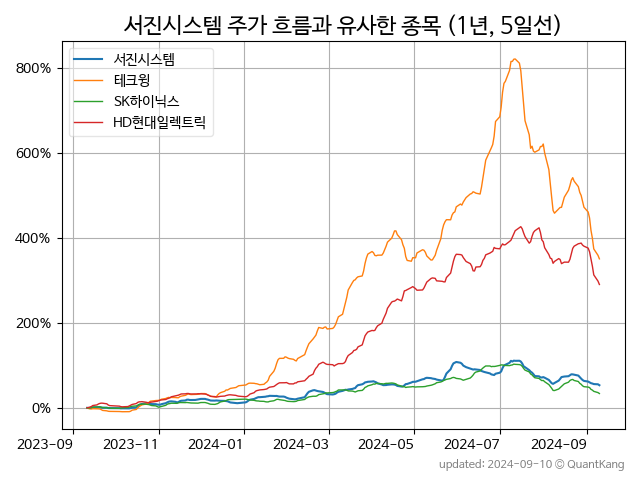 서진시스템 주가 흐름과 유사한 종목 (1년, 5일선)
서진시스템
테크윙
SK하이닉스
HD현대일렉트릭
800%
600%
400%
200%
0%
2023-09 2023-11 2024-01 2024-03 2024-05 2024-07 2024-09
updated: 2024-09-10 © QuantKang